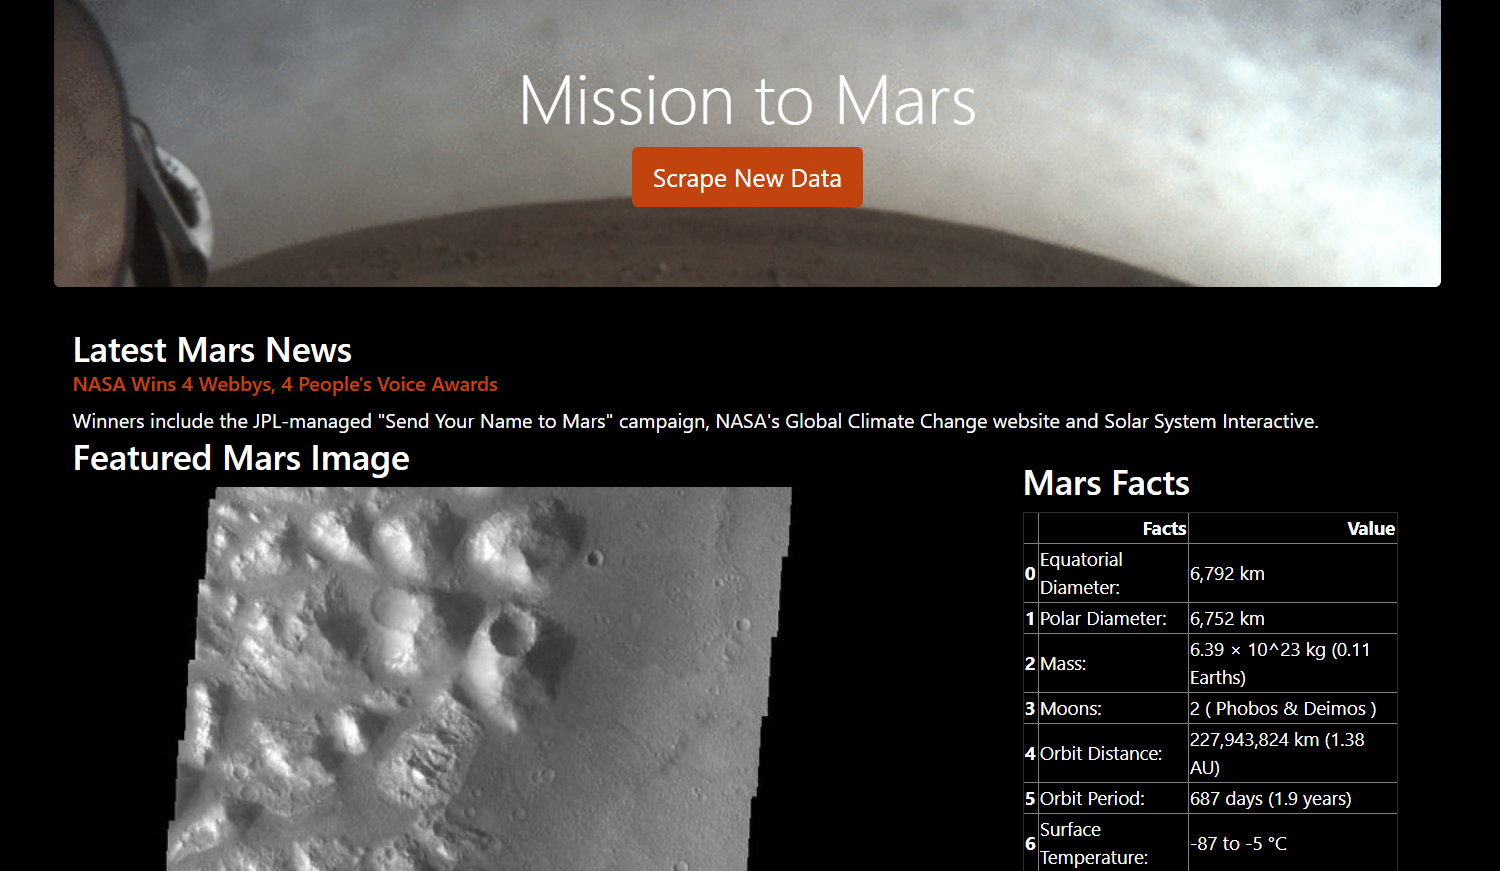 Mission to Mars
Scrape New Data
Latest Mars News
NASA Wins 4 Webbys, 4 People's Voice Awards
Winners include the JPL-managed "Send Your Name to Mars" campaign, NASA's Global Climate Change website and Solar System Interactive.
Featured Mars Image
Mars Facts
Facts Value
0 Equatorial Diameter: 6,792 km
1 Polar Diameter: 6,752 km
2 Mass: 6.39 × 10^23 kg (0.11 Earths)
3 Moons: 2 ( Phobos & Deimos )
4 Orbit Distance: 227,943,824 km (1.38 AU)
5 Orbit Period: 687 days (1.9 years)
6 Surface Temperature: -87 to -5 °C